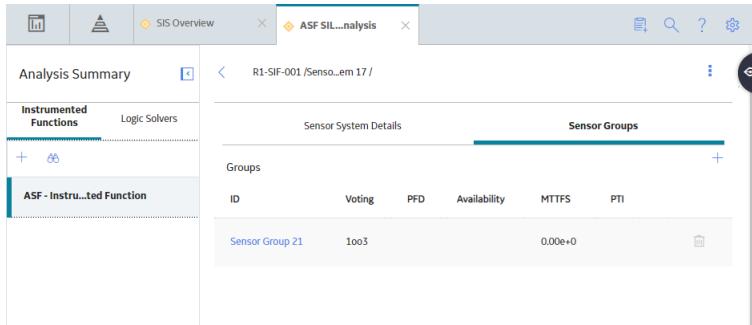 SIS Overview
ASF SIL...nalysis
Analysis Summary
R1-SIF-001 /Senso...em 17 /
Instrumented
Functions
Logic Solvers
Sensor System Details
Sensor Groups
Groups
ASF - Instru...ted Function
ID Voting PFD Availability MTTFS PTI
Sensor Group 21 1oo3 0.00e+0